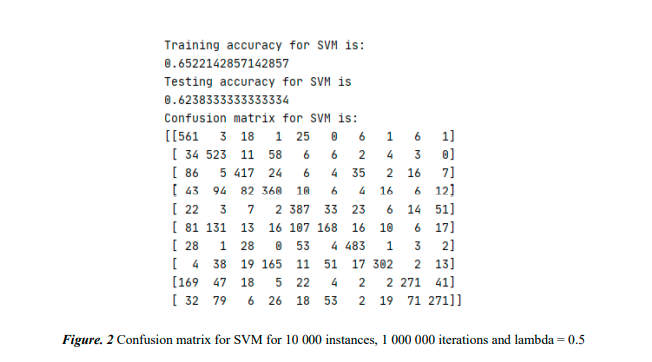 Training accuracy for SVM is:
0.6522142857142857
Testing accuracy for SVM is
0.6238333333333334
Confusion matrix for SVM is:
[[561 3 18 1 25 0 6 1 6 1]
[ 34 523 11 58 6 6 2 4 3 0]
[ 86 5 417 24 6 4 35 2 16 7]
[ 43 94 82 360 10 6 4 16 6 12]
[ 22 3 7 2 387 33 23 6 14 51]
[ 81 131 13 16 107 168 16 10 6 17]
[ 28 1 28 0 53 4 483 1 3 2]
[ 4 38 19 165 11 51 17 302 2 13]
[169 47 18 5 22 4 2 2 271 41]
[ 32 79 6 26 18 53 2 19 71 271]]
Figure. 2 Confusion matrix for SVM for 10 000 instances, 1 000 000 iterations and lambda = 0.5